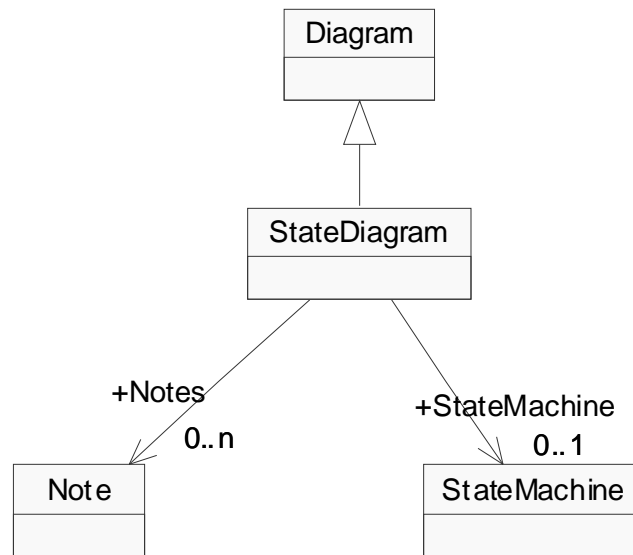 Diagram
StateDiagram
+Notes
+StateMachine
0..n
0..1
Note
StateMachine